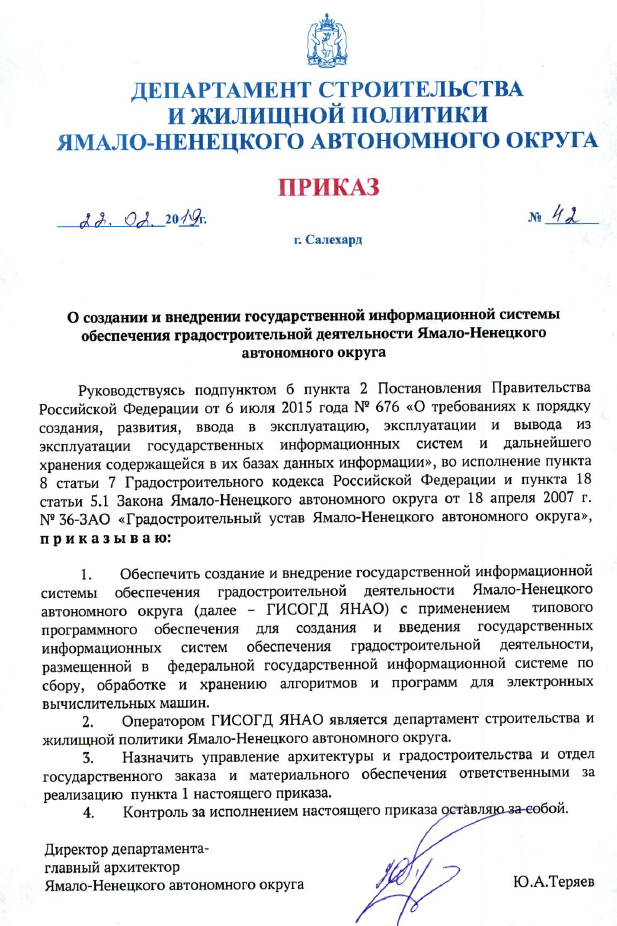 ДЕПАРТАМЕНТ СТРОИТЕЛЬСТВА
И ЖИЛИЩНОЙ ПОЛИТИКИ
ЯМАЛО-НЕНЕЦКОГО АВТОНОМНОГО ОКРУГА
ПРИКАЗ
22. 02. 2019г. № 42
г. Салехард
О создании и внедрении государственной информационной системы
обеспечения градостроительной деятельности Ямало-Ненецкого
автономного округа
Руководствуясь подпунктом б пункта 2 Постановления Правительства
Российской Федерации от 6 июля 2015 года № 676 «О требованиях к порядку
создания, развития, ввода в эксплуатацию, эксплуатации и вывода из
эксплуатации государственных информационных систем и дальнейшего
хранения содержащейся в их базах данных информации», во исполнение пункта
8 статьи 7 Градостроительного кодекса Российской Федерации и пункта 18
статьи 5.1 Закона Ямало-Ненецкого автономного округа от 18 апреля 2007 г.
№ 36-ЗАО «Градостроительный устав Ямало-Ненецкого автономного округа»,
п р и к а з ы в а ю:
1. Обеспечить создание и внедрение государственной информационной
системы обеспечения градостроительной деятельности Ямало-Ненецкого
автономного округа (далее – ГИСОГД ЯНАО) с применением типового
программного обеспечения для создания и введения государственных
информационных систем обеспечения градостроительной деятельности,
размещенной в федеральной государственной информационной системе по
сбору, обработке и хранению алгоритмов и программ для электронных
вычислительных машин.
2. Оператором ГИСОГД ЯНАО является департамент строительства и
жилищной политики Ямало-Ненецкого автономного округа.
3. Назначить управление архитектуры и градостроительства и отдел
государственного заказа и материального обеспечения ответственными за
реализацию пункта 1 настоящего приказа.
4. Контроль за исполнением настоящего приказа оставляю за собой.
Директор департамента-
главный архитектор
Ямало-Ненецкого автономного округа Ю.А.Теряев